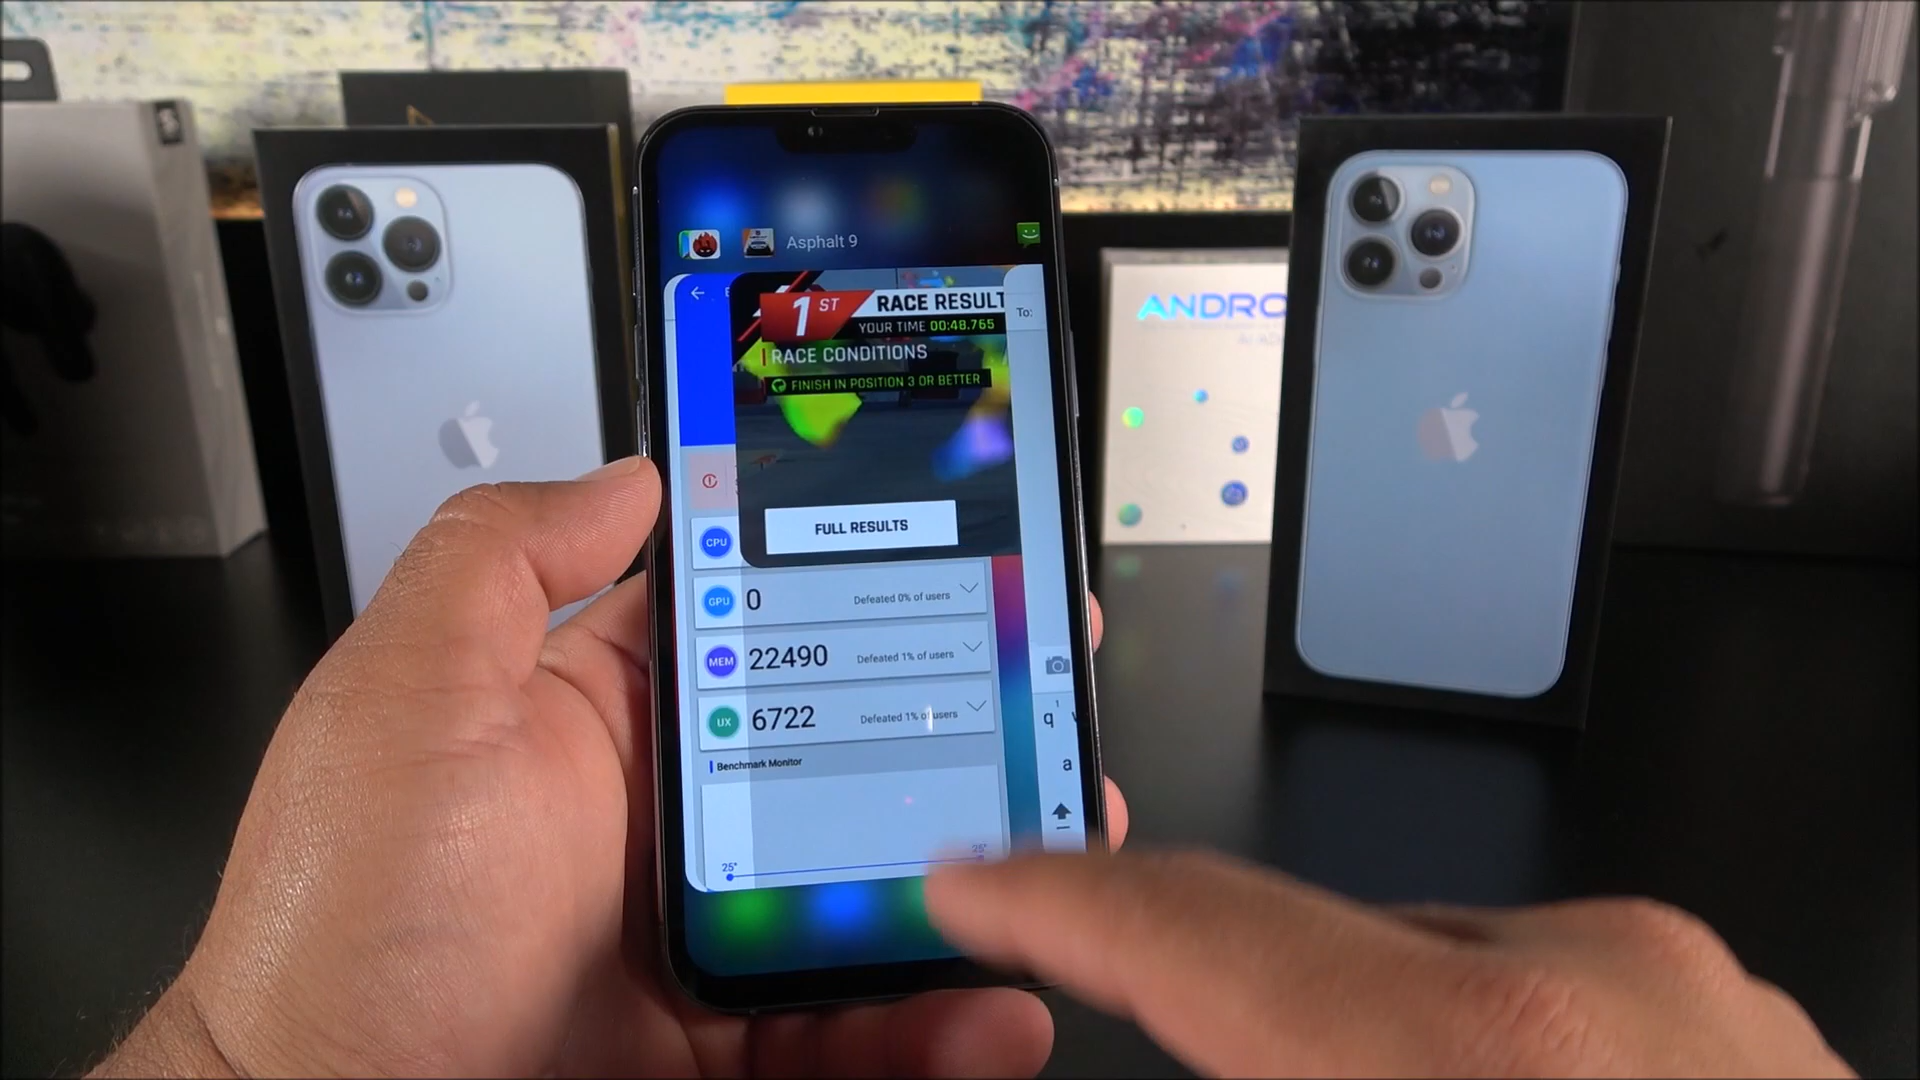 Asphalt 9
1ST
RACE RESULT
YOUR TIME 00:48.765
RACE CONDITIONS
FINISH IN POSITION 3 OR BETTER
FULL RESULTS
To:
CPU
GPU 0 Defeated 0% of users
MEM 22490 Defeated 1% of users
UX 6722 Defeated 1% of users
Benchmark Monitor
25°
25°
1
q
a
ANDRO